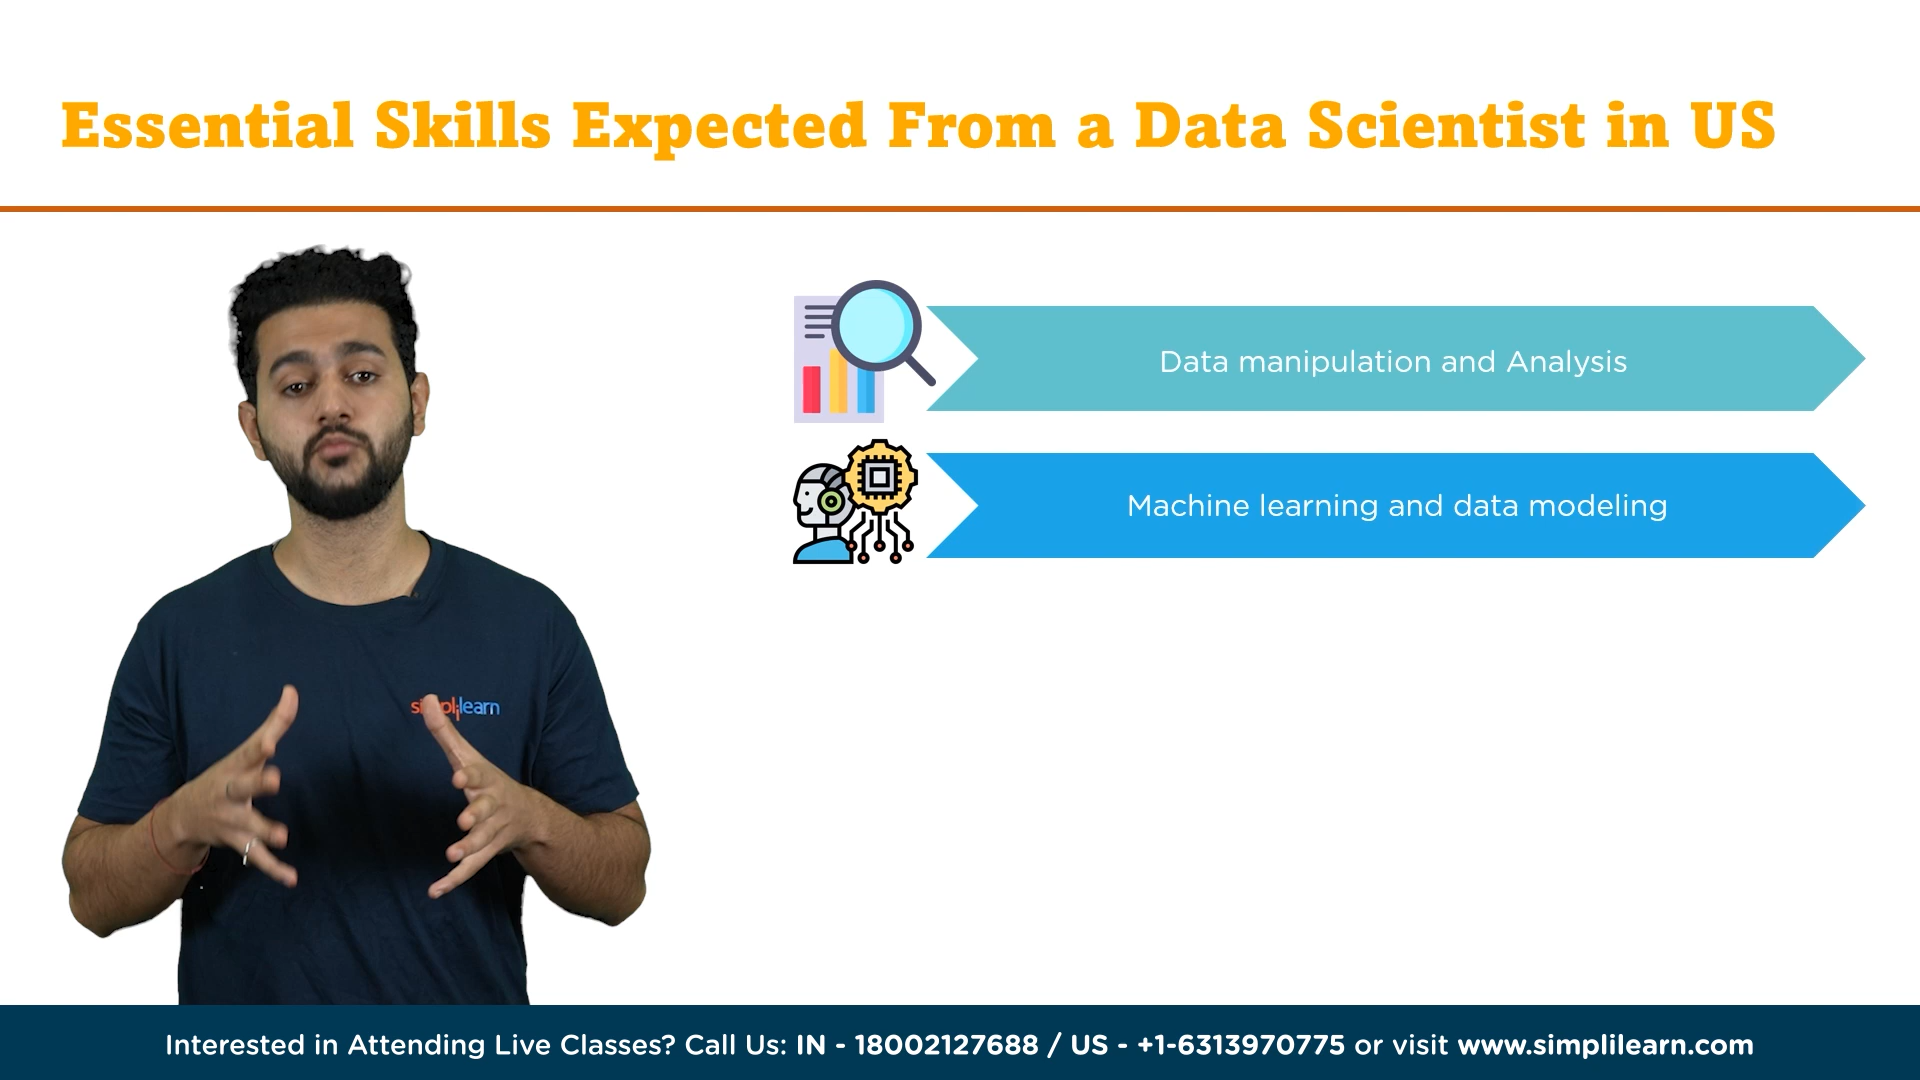 Essential Skills Expected From a Data Scientist in US
Data manipulation and Analysis
Machine learning and data modeling
simplilearn
Interested in Attending Live Classes? Call Us: IN - 18002127688 / US - +1-6313970775 or visit www.simplilearn.com